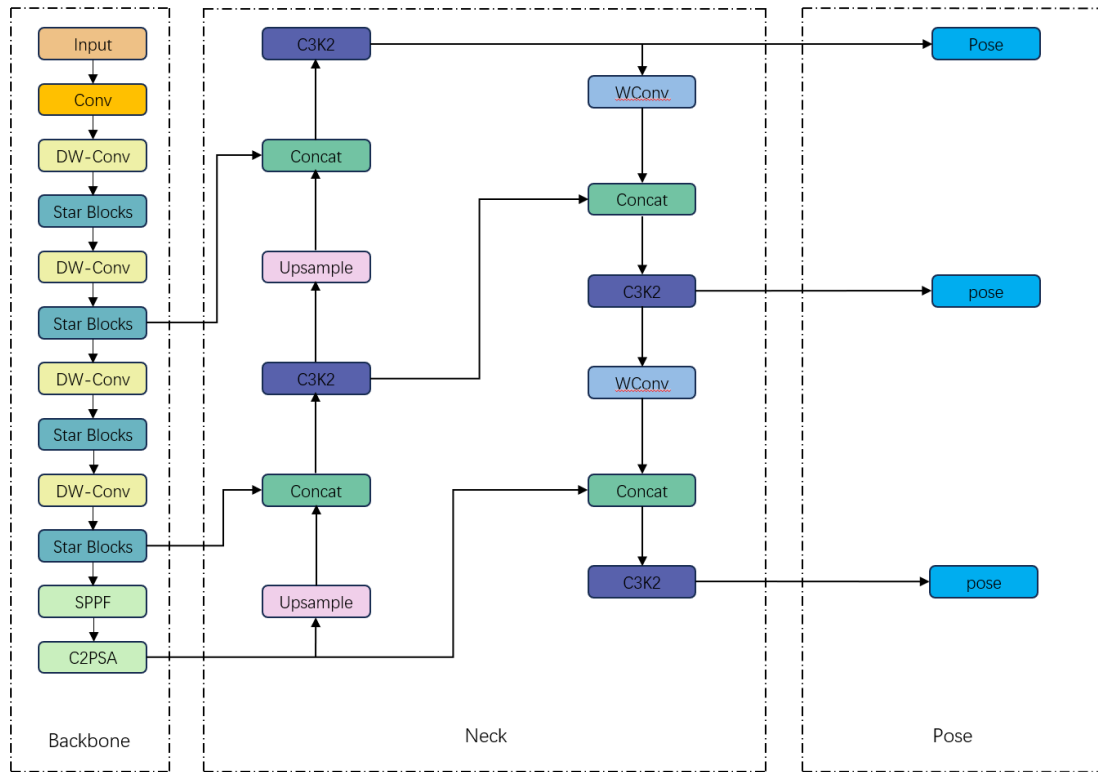 Input
Conv
DW-Conv
Star Blocks
DW-Conv
Star Blocks
DW-Conv
Star Blocks
DW-Conv
Star Blocks
SPPF
C2PSA
Backbone
C3K2
Concat
Upsample
C3K2
Concat
Upsample
WConv
Concat
C3K2
WConv
Concat
C3K2
Neck
Pose
pose
pose
Pose